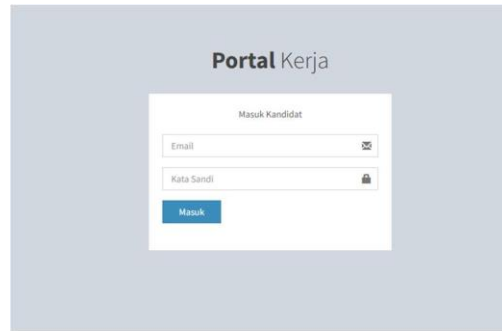 Portal Kerja
Masuk Kandidat
Email
Kata Sandi
Masuk